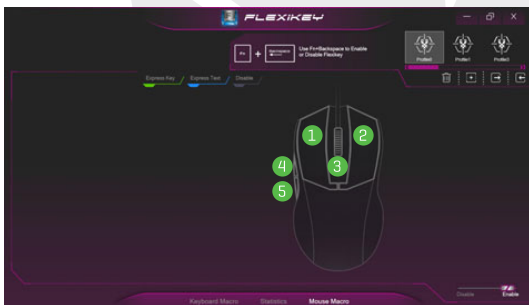 FLEXiKEY
Fn + Backspace
Use Fn+Backspace to Enable
or Disable Flexikey
Profile1 Profile2 Profile3
Express Key Express Text Disable
1 2
3
4
5
Disable Enable
Keyboard Macro Statistics Mouse Macro